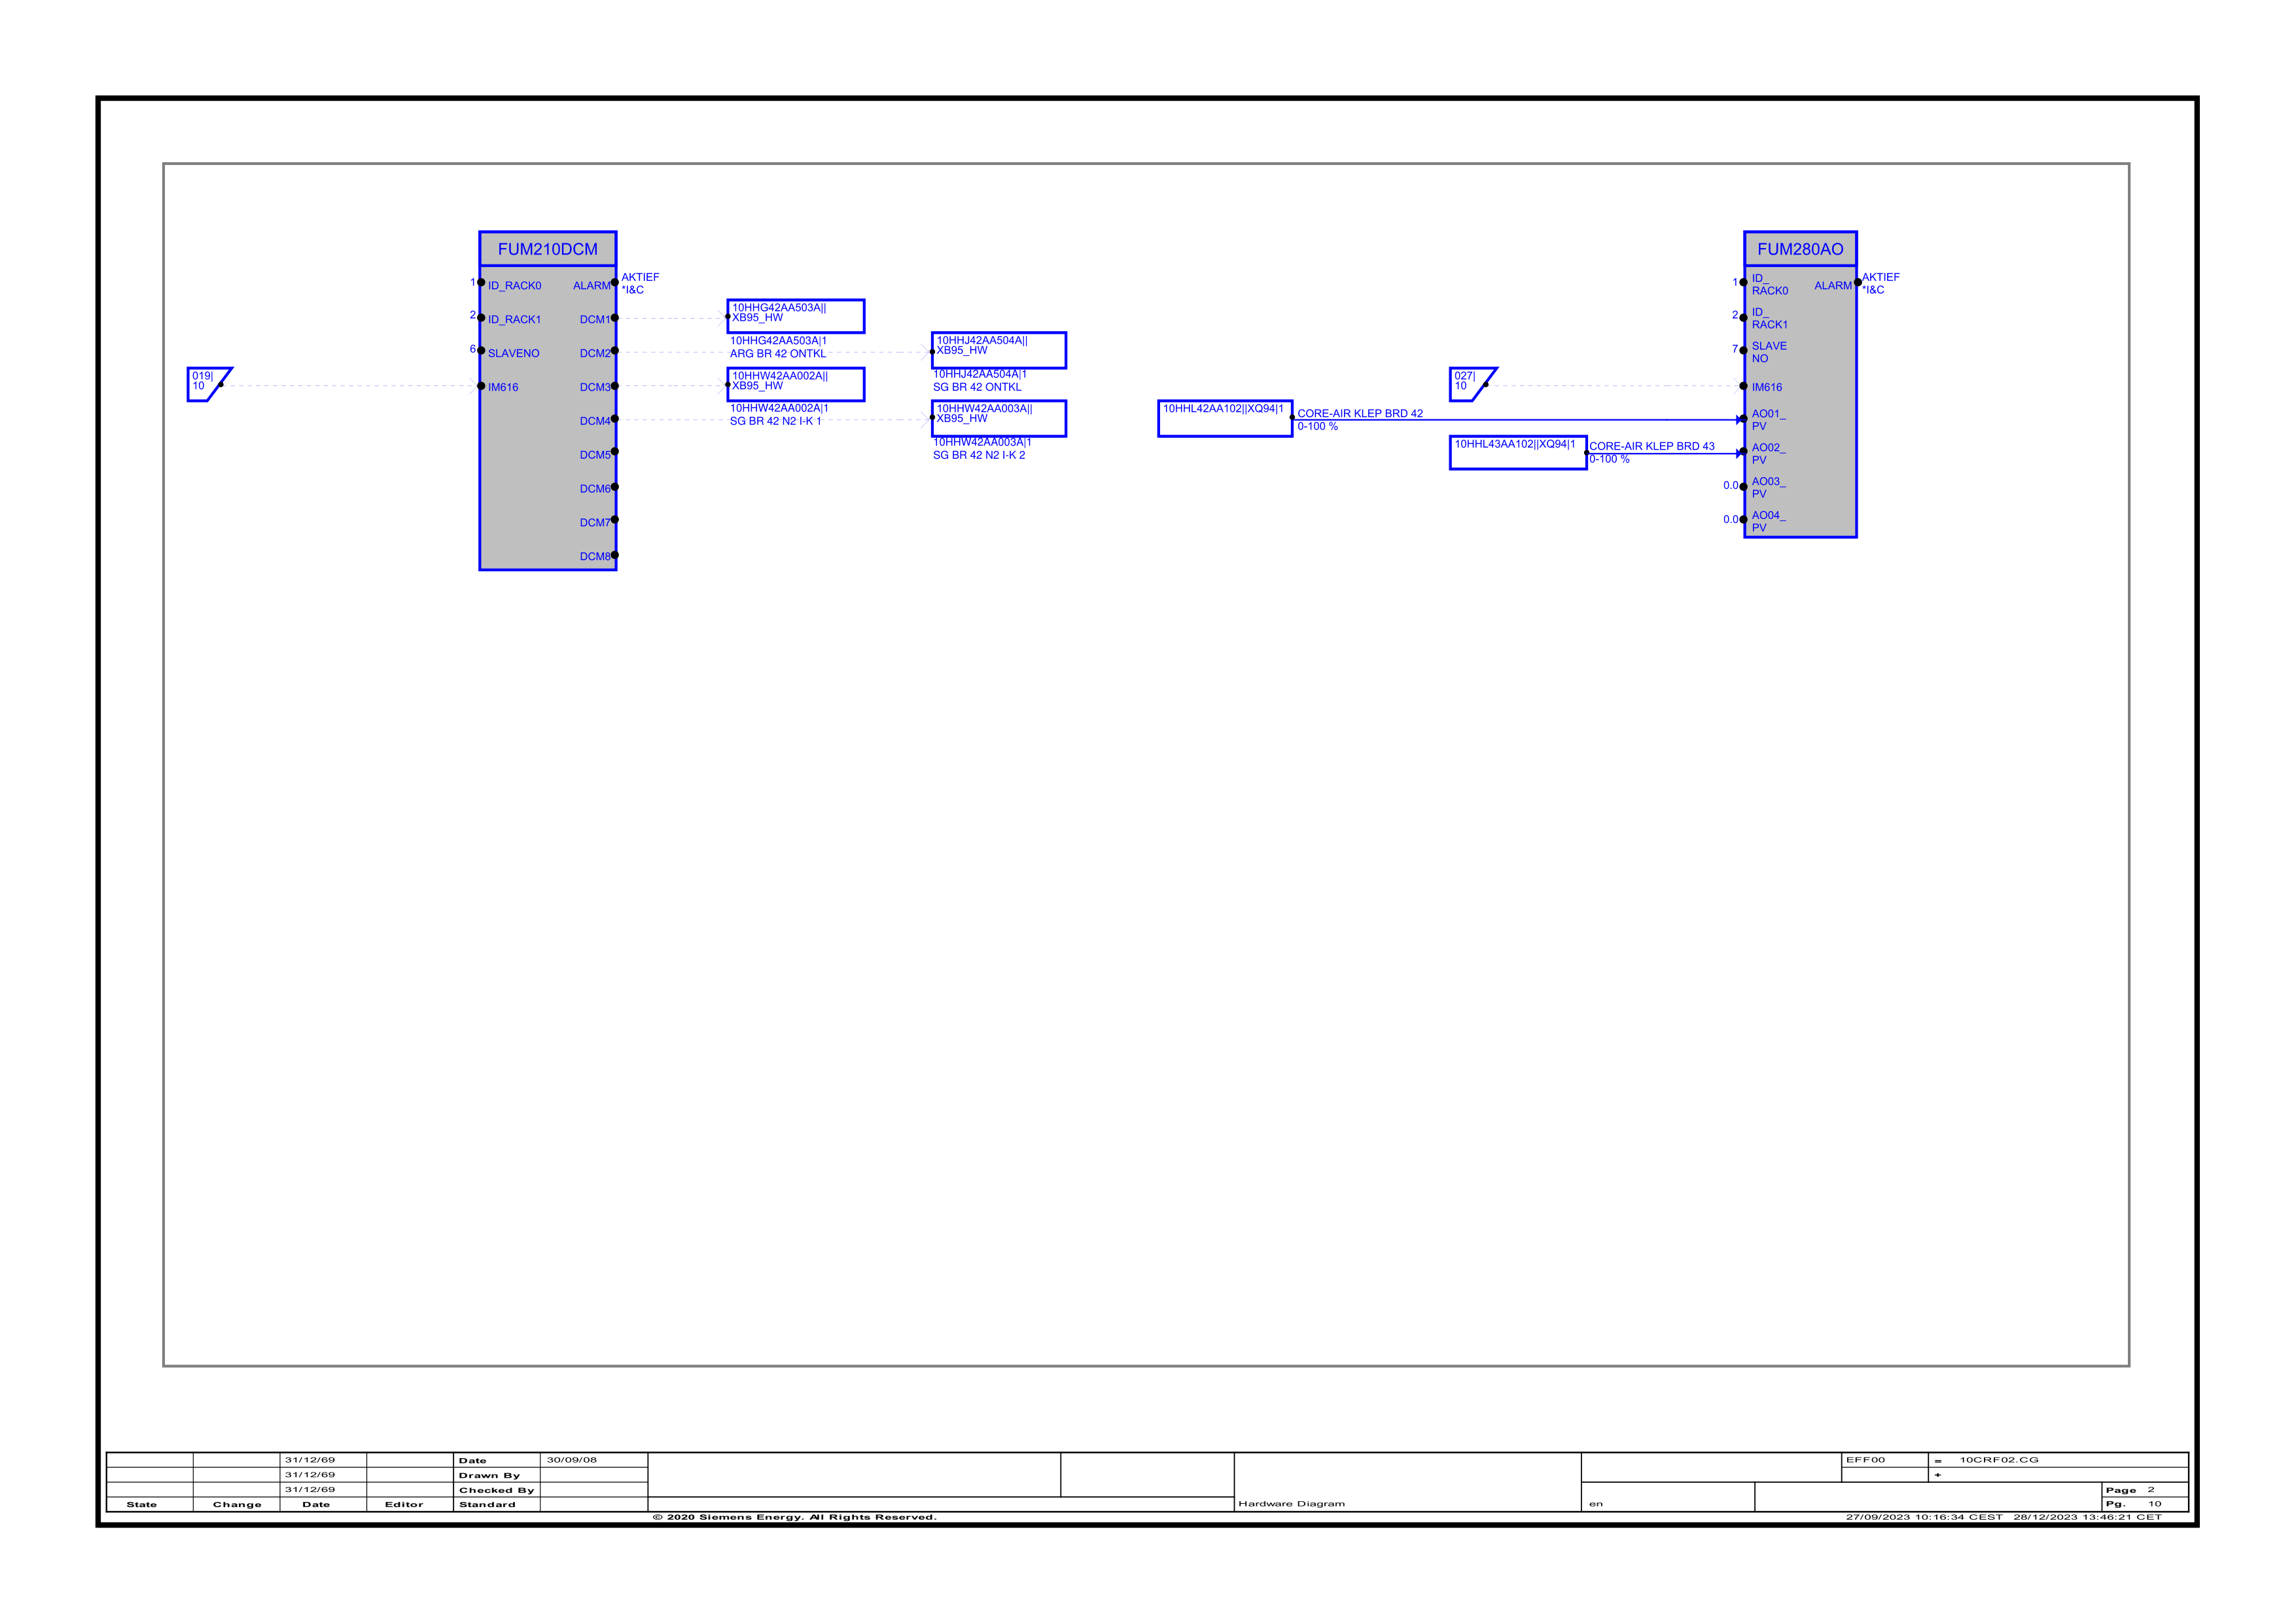 FUM210DCM
1 ID_RACK0 ALARM AKTIEF
*I&C
2 ID_RACK1 DCM1
6 SLAVENO DCM2
IM616 DCM3
DCM4
DCM5
DCM6
DCM7
DCM8
019|
10
10HHG42AA503A||
XB95_HW
10HHG42AA503A|1
ARG BR 42 ONTKL
10HHJ42AA504A||
XB95_HW
10HHJ42AA504A|1
SG BR 42 ONTKL
10HHW42AA002A||
XB95_HW
10HHW42AA002A|1
SG BR 42 N2 I-K 1
10HHW42AA003A||
XB95_HW
10HHW42AA003A|1
SG BR 42 N2 I-K 2
FUM280AO
1 ID_
RACK0
ALARM AKTIEF
*I&C
2 ID_
RACK1
7 SLAVE
NO
027|
10
IM616
10HHL42AA102||XQ94|1
CORE-AIR KLEP BRD 42
0-100 %
AO01_
PV
10HHL43AA102||XQ94|1
CORE-AIR KLEP BRD 43
0-100 %
AO02_
PV
0.0 AO03_
PV
0.0 AO04_
PV
31/12/69 Date 30/09/08 EFF00 = 10CRF02.CG
31/12/69 Drawn By +
31/12/69 Checked By Page 2
State Change Date Editor Standard Hardware Diagram en Pg. 10
© 2020 Siemens Energy. All Rights Reserved. 27/09/2023 10:16:34 CEST 28/12/2023 13:46:21 CET